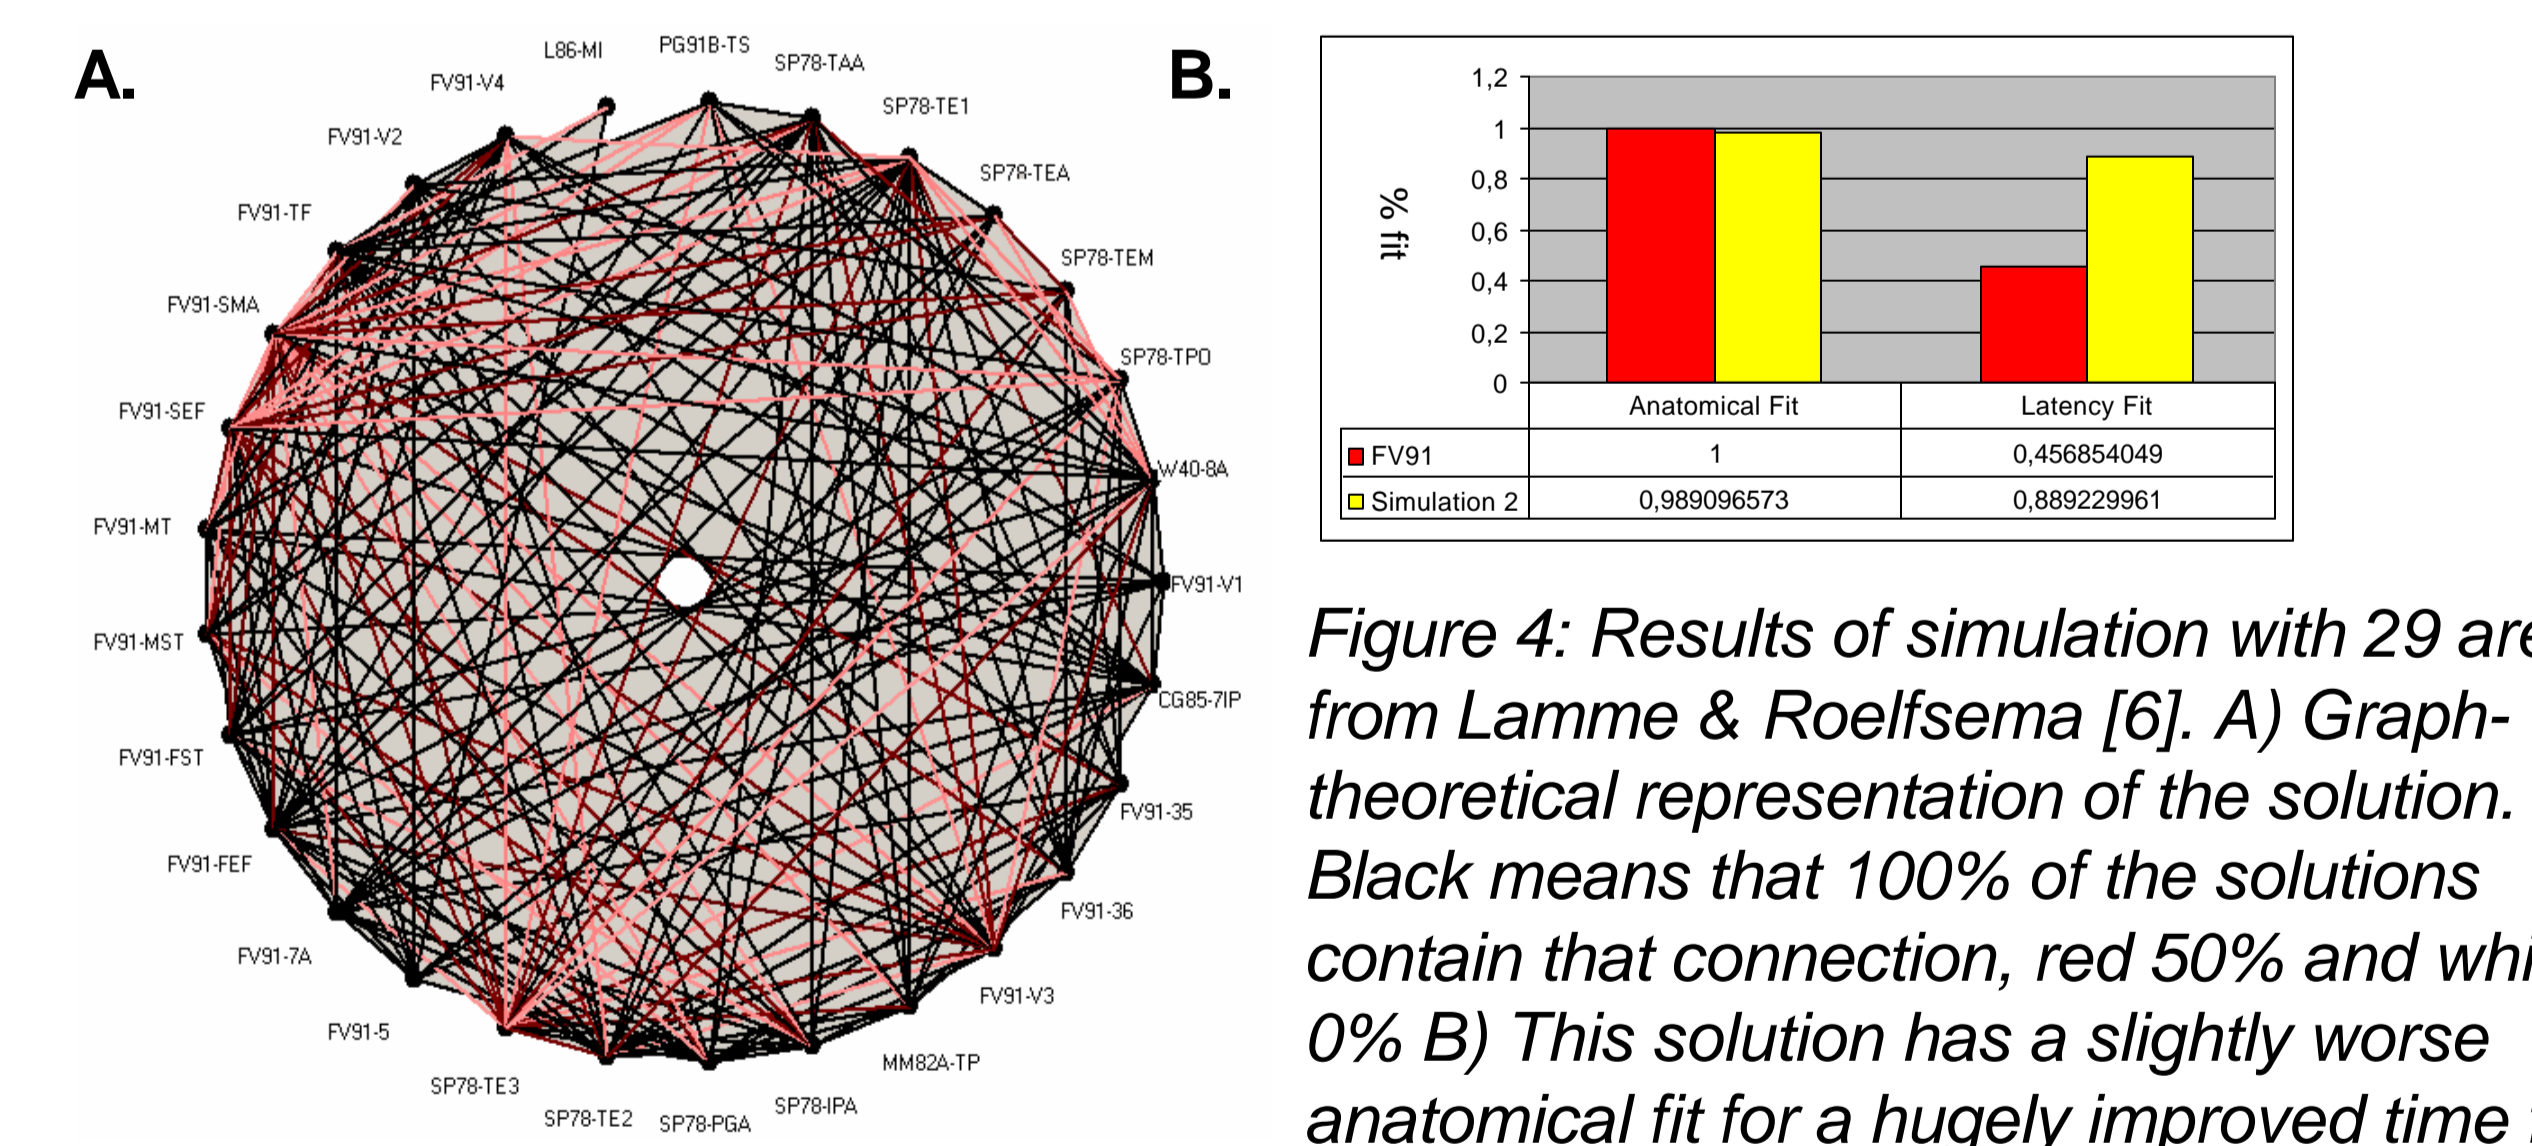 A.
L86-MI
PG91B-TS
SP78-TAA
FV91-V4
SP78-TE1
FV91-V2
SP78-TEA
FV91-TF
SP78-TEM
FV91-SMA
SP78-TPO
FV91-SEF
W40-8A
FV91-MT
FV91-V1
FV91-MST
CG85-7IP
FV91-FST
FV91-35
FV91-FEF
FV91-36
FV91-7A
FV91-V3
FV91-5
MM82A-TP
SP78-TE3
SP78-IPA
SP78-TE2
SP78-PGA
B.
% fit
1,2
1
0,8
0,6
0,4
0,2
0
Anatomical Fit Latency Fit
FV91 1 0,456854049
Simulation 2 0,989096573 0,889229961
Figure 4: Results of simulation with 29
from Lamme & Roelfsema [6]. A) Graph-
theoretical representation of the solution.
Black means that 100% of the solutions
contain that connection, red 50% and
0% B) This solution has a slightly worse
anatomical fit for a hugely improved time